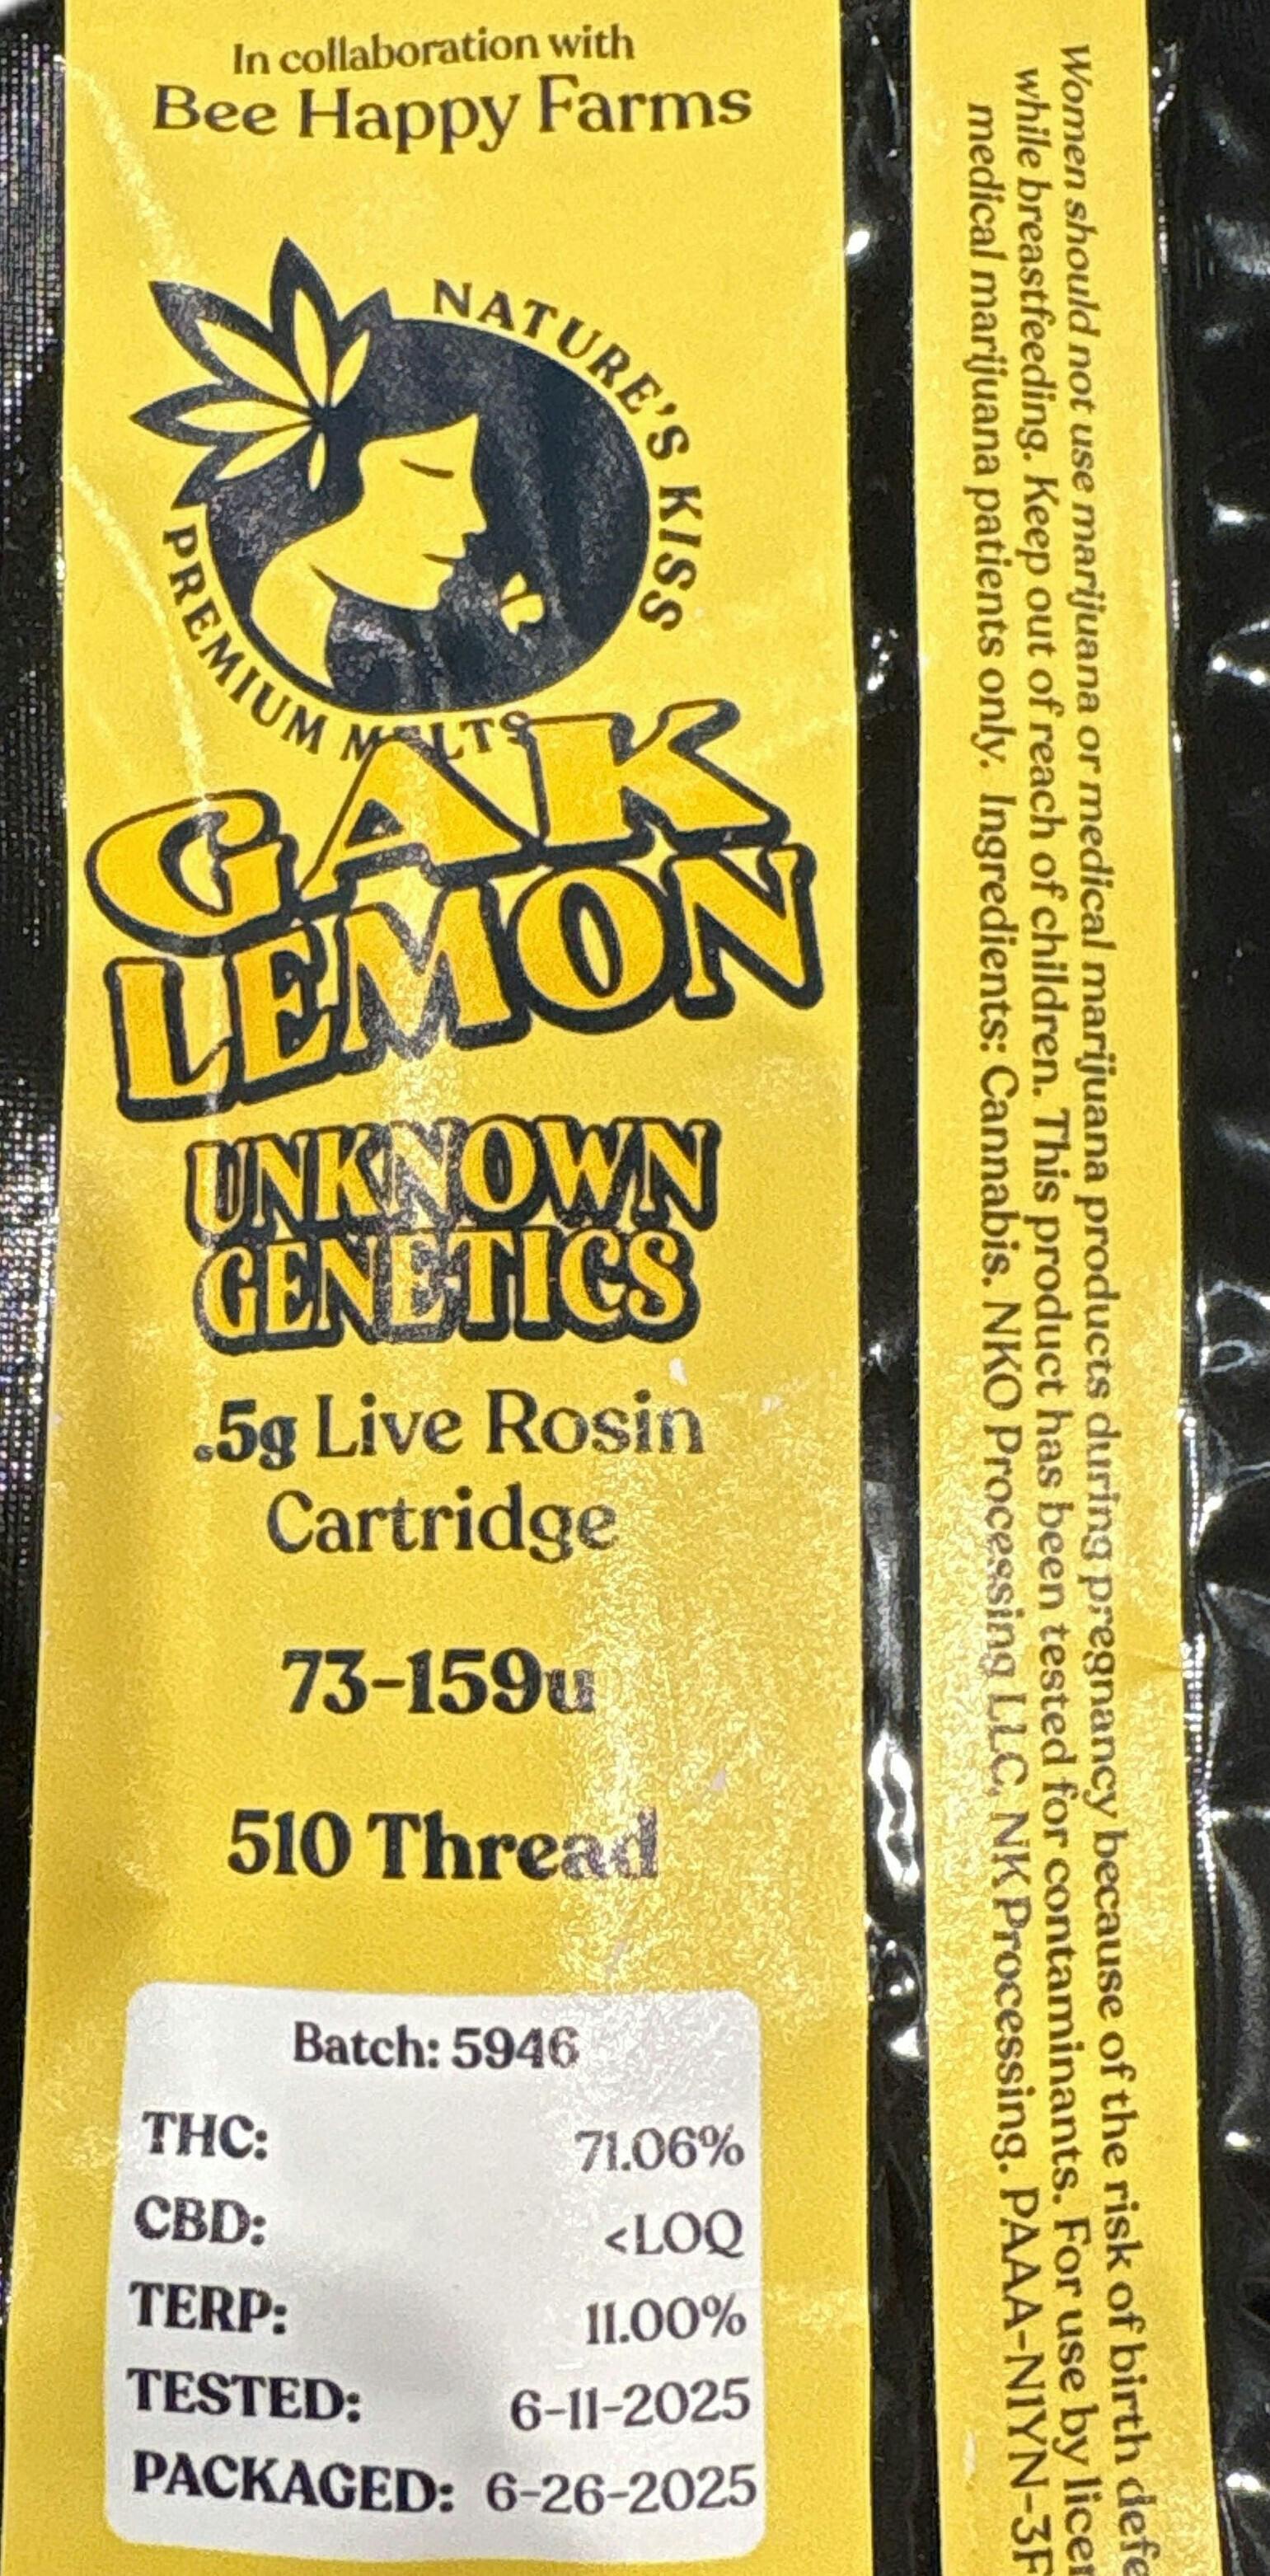 In collaboration with
Bee Happy Farms
NATURE'S KISS
PREMIUM MELTS
GAK
LEMON
UNKNOWN
GENETICS
.5g Live Rosin
Cartridge
73-159u
510 Thread
Batch: 5946
THC: 71.06%
CBD: <LOQ
TERP: 11.00%
TESTED: 6-11-2025
PACKAGED: 6-26-2025
Women should not use marijuana or medical marijuana products during pregnancy because of the risk of birth
while breastfeeding. Keep out of reach of children. This product has been tested for contaminants. For use by
medical marijuana patients only. Ingredients: Cannabis. NKO Processing LLC, NK Processing. PAAA-N1YN-3F